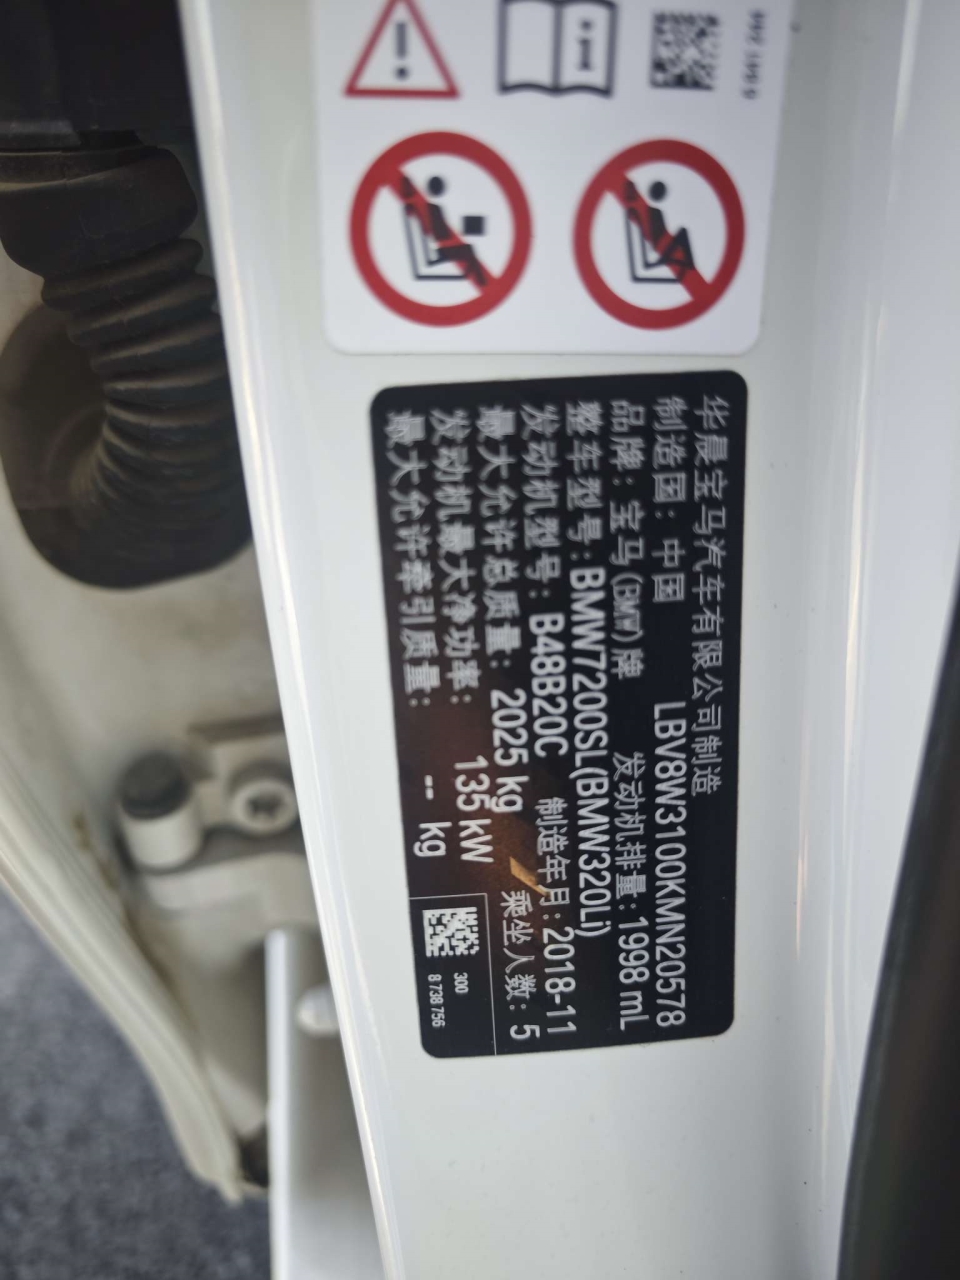 华晨宝马汽车有限公司制造
制造国：中国 LBV8W3100KMN20578
品牌：宝马(BMW)牌 发动机排量：1998 mL
整车型号：BMW7200SL(BMW320Li)
发动机型号：B48B20C 制造年月：2018-11
最大允许总质量：2025 kg 乘坐人数：5
发动机最大净功率：135 kW
最大允许牵引质量：-- kg
300
8 738 756